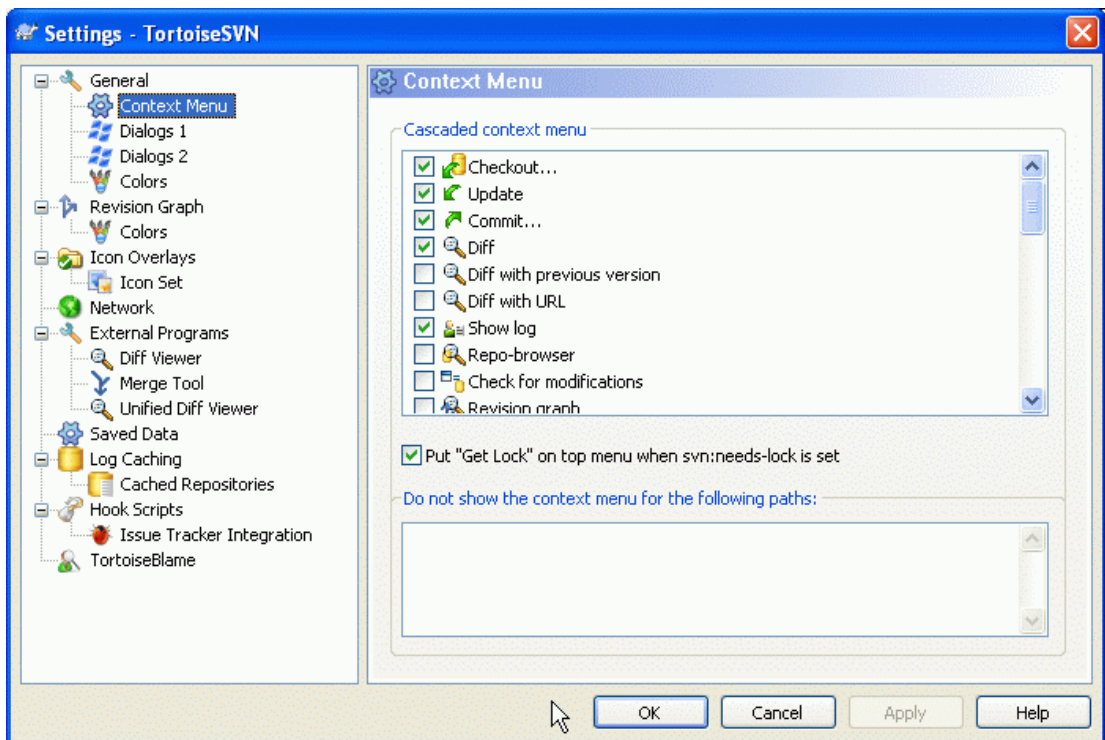 Settings - TortoiseSVN
General
Context Menu
Dialogs 1
Dialogs 2
Colors
Revision Graph
Colors
Icon Overlays
Icon Set
Network
External Programs
Diff Viewer
Merge Tool
Unified Diff Viewer
Saved Data
Log Caching
Cached Repositories
Hook Scripts
Issue Tracker Integration
TortoiseBlame
Context Menu
Cascaded context menu
Checkout...
Update
Commit...
Diff
Diff with previous version
Diff with URL
Show log
Repo-browser
Check for modifications
Revision graph
Put "Get Lock" on top menu when svn:needs-lock is set
Do not show the context menu for the following paths:
OK
Cancel
Apply
Help